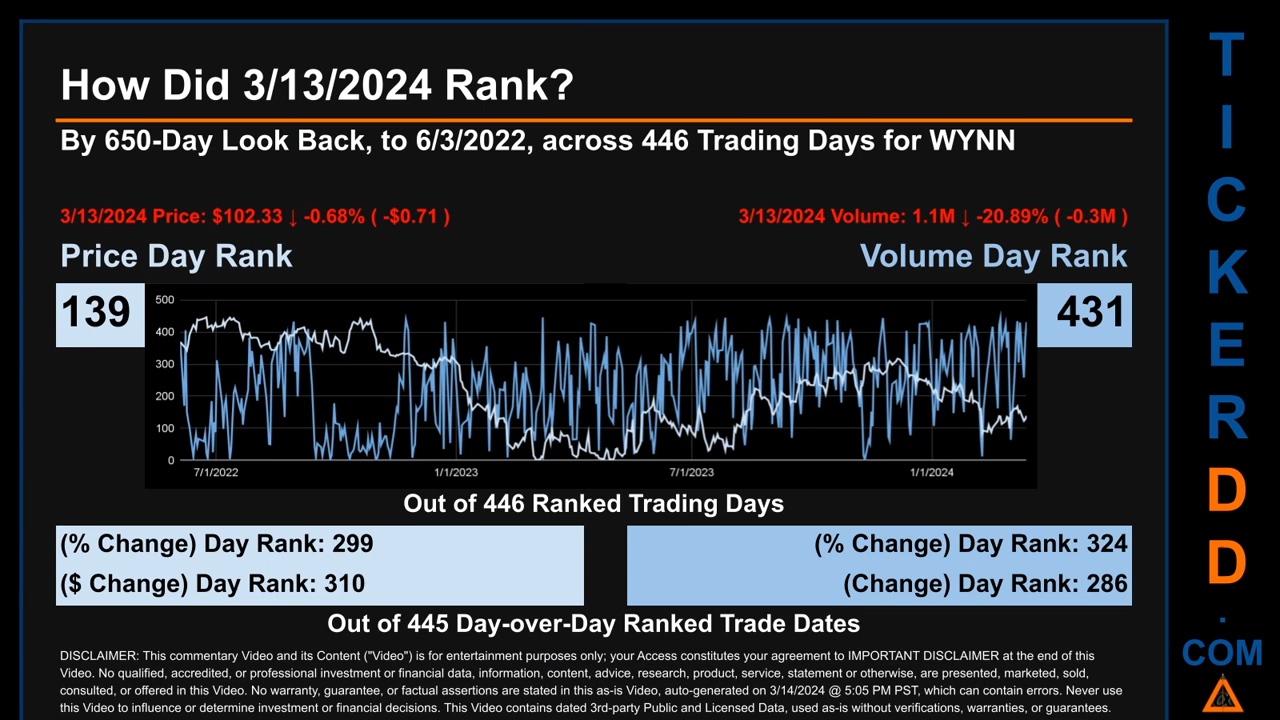 How Did 3/13/2024 Rank?
By 650-Day Look Back, to 6/3/2022, across 446 Trading Days for WYNN
3/13/2024 Price: $102.33 ↓ -0.68% ( -$0.71 )
3/13/2024 Volume: 1.1M ↓ -20.89% ( -0.3M )
Price Day Rank
Volume Day Rank
139
431
500
400
300
200
100
0
7/1/2022
1/1/2023
7/1/2023
1/1/2024
Out of 446 Ranked Trading Days
(% Change) Day Rank: 299
($ Change) Day Rank: 310
(% Change) Day Rank: 324
(Change) Day Rank: 286
Out of 445 Day-over-Day Ranked Trade Dates
DISCLAIMER: This commentary Video and its Content ("Video") is for entertainment purposes only; your Access constitutes your agreement to IMPORTANT DISCLAIMER at the end of this
Video. No qualified, accredited, or professional investment or financial data, information, content, advice, research, product, service, statement or otherwise, are presented, marketed, sold,
consulted, or offered in this Video. No warranty, guarantee, or factual assertions are stated in this as-is Video, auto-generated on 3/14/2024 @ 5:05 PM PST, which can contain errors. Never use
this Video to influence or determine investment or financial decisions. This Video contains dated 3rd-party Public and Licensed Data, used as-is without verifications, warranties, or guarantees.
T
I
C
K
E
R
D
D
.
COM